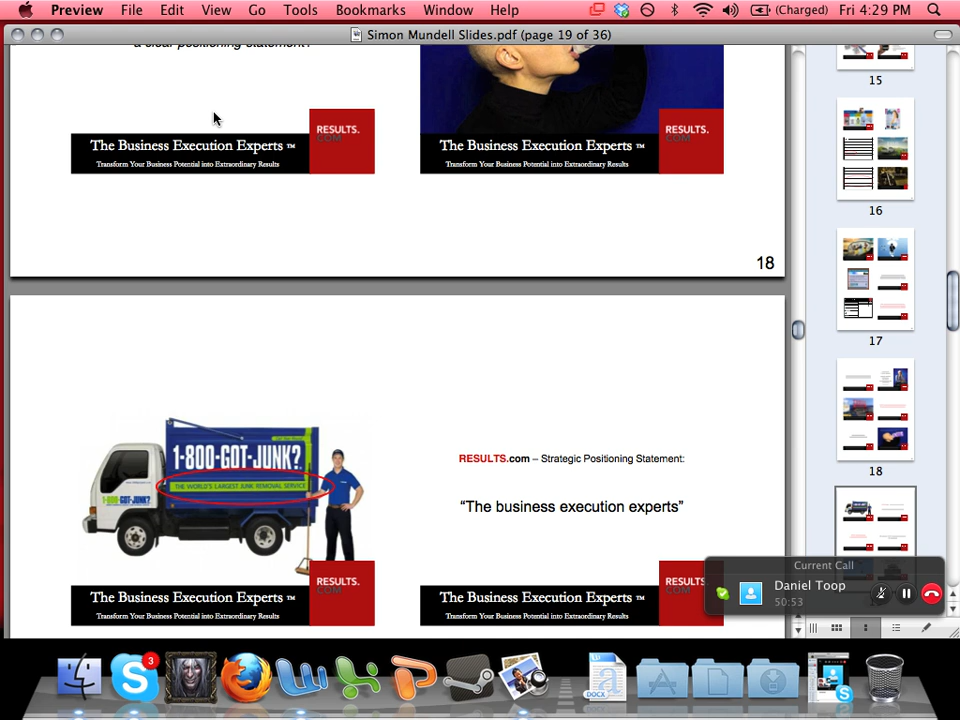 Preview File Edit View Go Tools Bookmarks Window Help (Charged) Fri 4:29 PM
Simon Mundell Slides.pdf (page 19 of 36)
a clear positioning statement?
RESULTS.
.COM
The Business Execution Experts ™
Transform Your Business Potential into Extraordinary Results
RESULTS.
.COM
The Business Execution Experts ™
Transform Your Business Potential into Extraordinary Results
18
15
16
17
18
1-800-GOT-JUNK?
THE WORLD'S LARGEST JUNK REMOVAL SERVICE
1-800-GOT-JUNK?
RESULTS.
.COM
The Business Execution Experts ™
Transform Your Business Potential into Extraordinary Results
RESULTS.com – Strategic Positioning Statement:
“The business execution experts”
RESULTS.
The Business Execution Experts ™
Transform Your Business Potential into Extraordinary Results
Current Call
Daniel Toop
50:53
3
DOCX